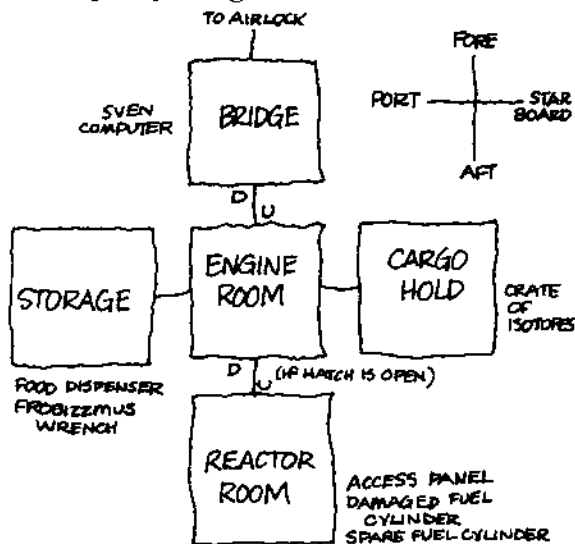 TO AIRLOCK
FORE
PORT
STAR
BOARD
AFT
SVEN
COMPUTER
BRIDGE
D
U
STORAGE
ENGINE
ROOM
CARGO
HOLD
CRATE
OF
ISOTOPES
D
U
(IF HATCH IS OPEN)
FOOD DISPENSER
FROBIZZMUS
WRENCH
REACTOR
ROOM
ACCESS PANEL
DAMAGED FUEL
CYLINDER
SPARE FUEL CYLINDER